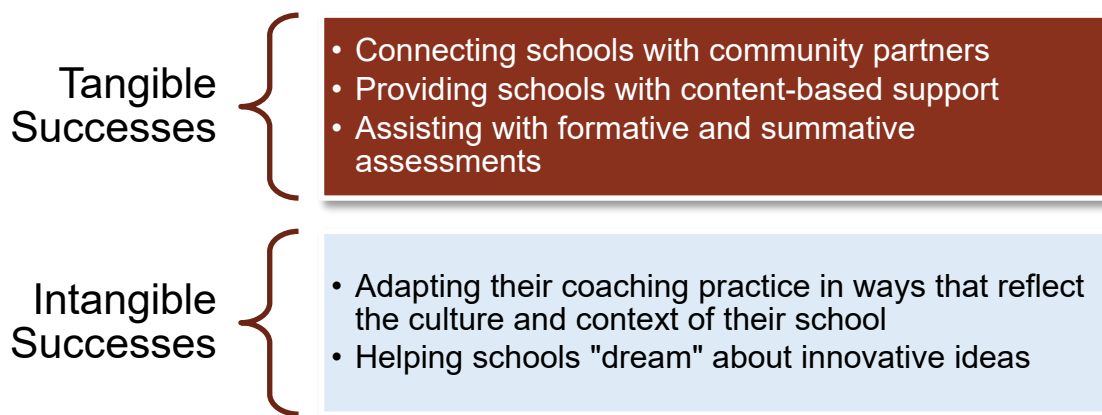 Tangible
Successes
• Connecting schools with community partners
• Providing schools with content-based support
• Assisting with formative and summative
assessments
Intangible
Successes
• Adapting their coaching practice in ways that reflect
the culture and context of their school
• Helping schools "dream" about innovative ideas